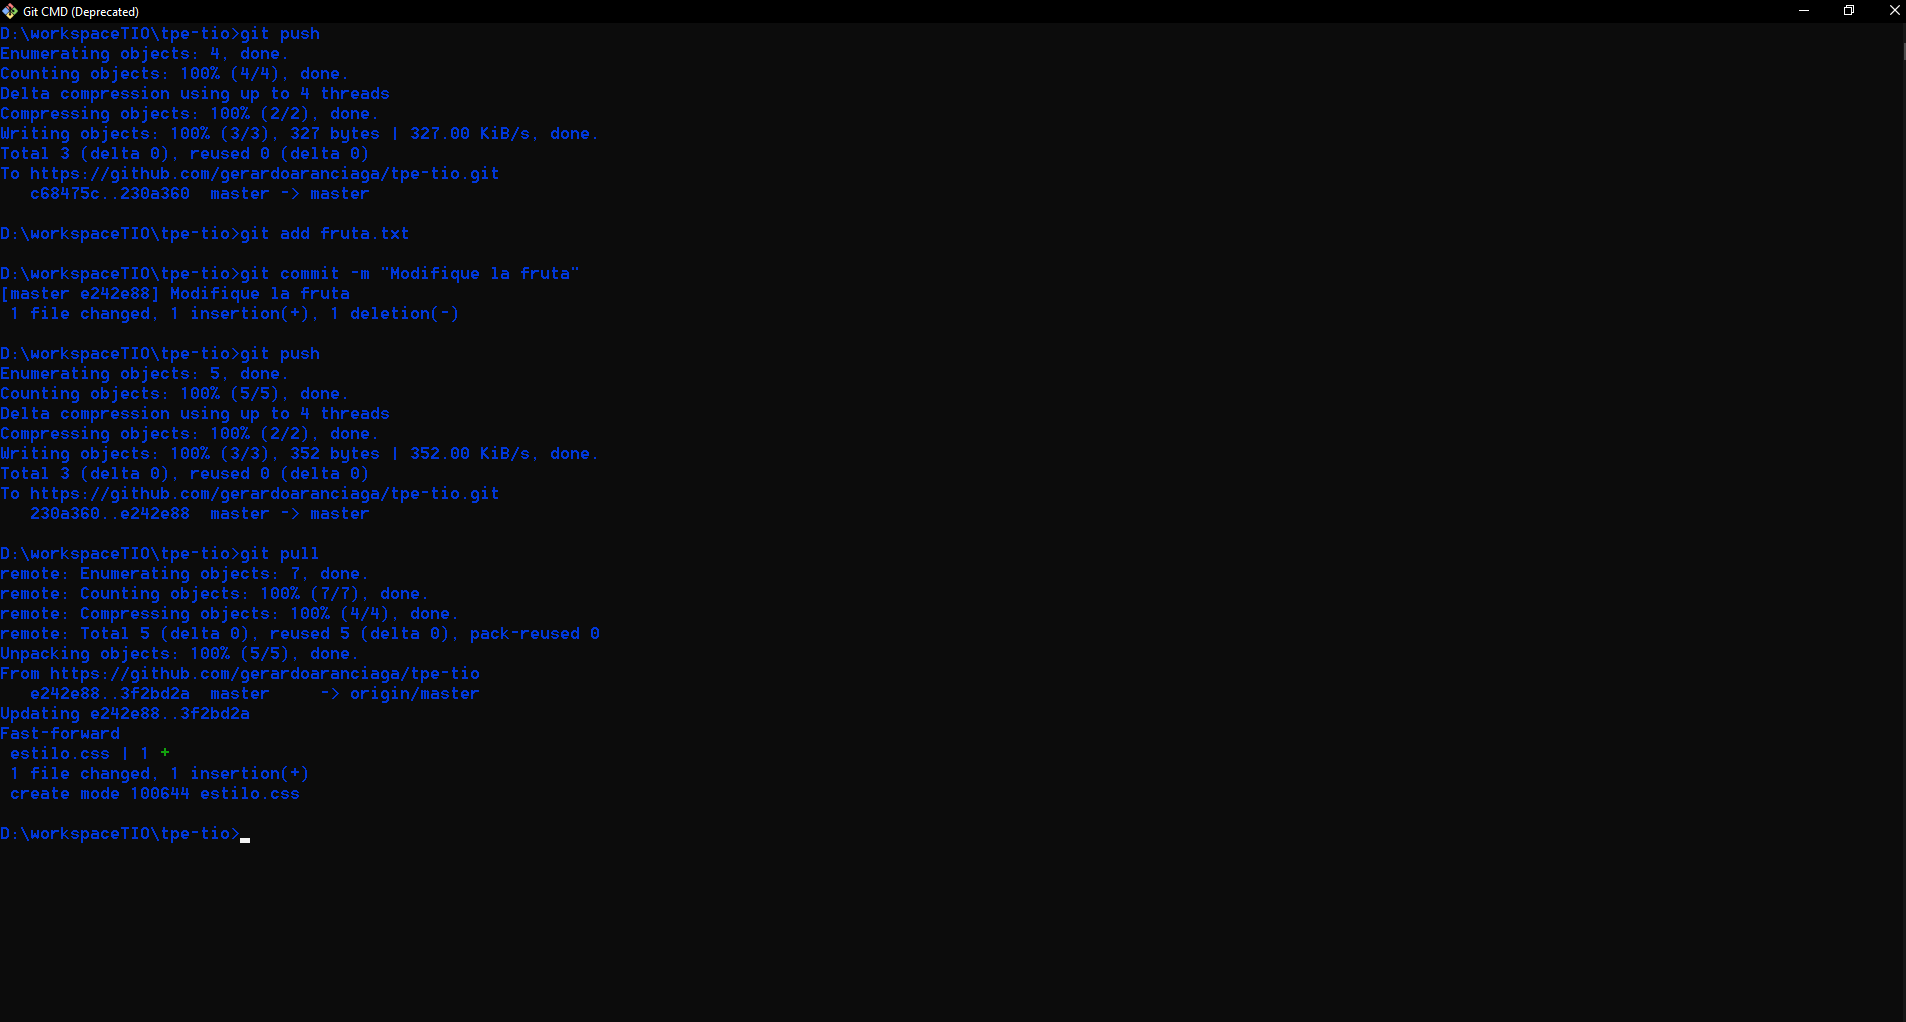 Git CMD (Deprecated)
D:\workspaceTIO\tpe-tio>git push
Enumerating objects: 4, done.
Counting objects: 100% (4/4), done.
Delta compression using up to 4 threads
Compressing objects: 100% (2/2), done.
Writing objects: 100% (3/3), 327 bytes | 327.00 KiB/s, done.
Total 3 (delta 0), reused 0 (delta 0)
To https://github.com/gerardoaranciaga/tpe-tio.git
   c68475c..230a360  master -> master
D:\workspaceTIO\tpe-tio>git add fruta.txt
D:\workspaceTIO\tpe-tio>git commit -m "Modifique la fruta"
[master e242e88] Modifique la fruta
 1 file changed, 1 insertion(+), 1 deletion(-)
D:\workspaceTIO\tpe-tio>git push
Enumerating objects: 5, done.
Counting objects: 100% (5/5), done.
Delta compression using up to 4 threads
Compressing objects: 100% (2/2), done.
Writing objects: 100% (3/3), 352 bytes | 352.00 KiB/s, done.
Total 3 (delta 0), reused 0 (delta 0)
To https://github.com/gerardoaranciaga/tpe-tio.git
   230a360..e242e88  master -> master
D:\workspaceTIO\tpe-tio>git pull
remote: Enumerating objects: 7, done.
remote: Counting objects: 100% (7/7), done.
remote: Compressing objects: 100% (4/4), done.
remote: Total 5 (delta 0), reused 5 (delta 0), pack-reused 0
Unpacking objects: 100% (5/5), done.
From https://github.com/gerardoaranciaga/tpe-tio
   e242e88..3f2bd2a  master     -> origin/master
Updating e242e88..3f2bd2a
Fast-forward
 estilo.css | 1 +
 1 file changed, 1 insertion(+)
 create mode 100644 estilo.css
D:\workspaceTIO\tpe-tio>